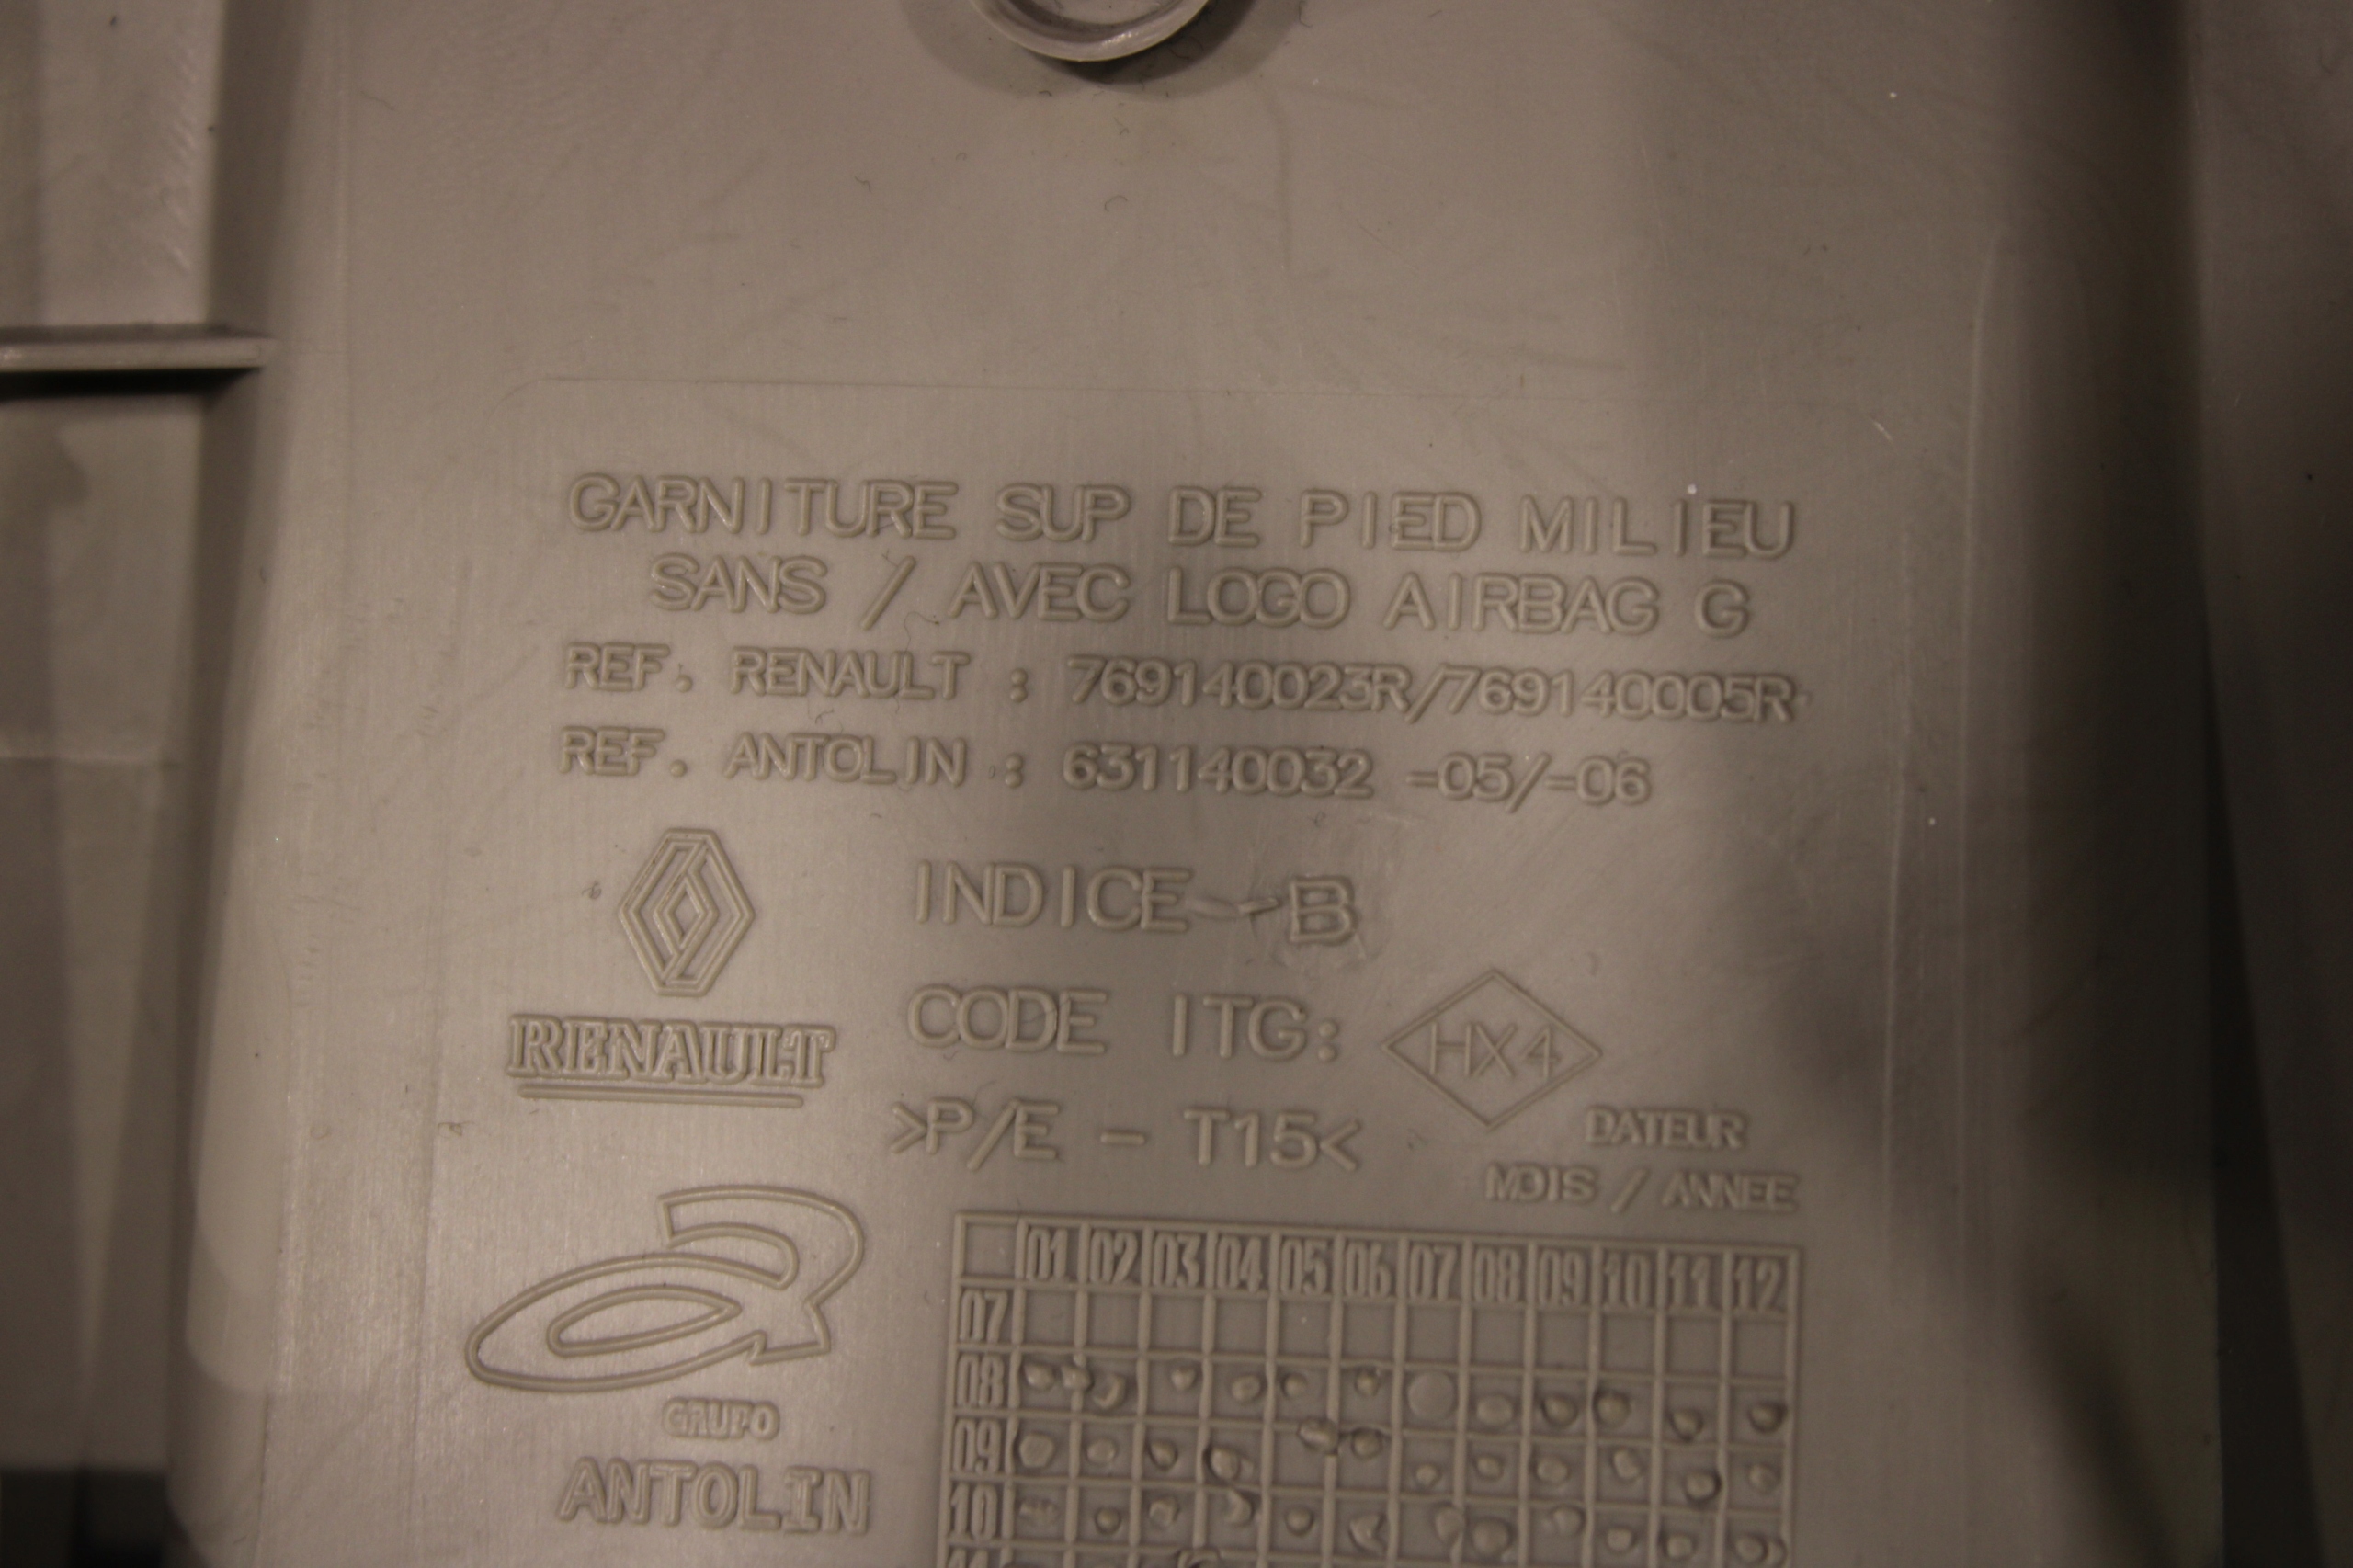 GARNITURE SUP DE PIED MILIEU
SANS / AVEC LOGO AIRBAG G
REF. RENAULT : 769140023R/769140005R
REF. ANTOLIN : 631140032 =05/=06
INDICE-B
CODE ITG: HX4
RENAULT
>P/E - T15<
DATEUR
MOIS / ANNEE
GRUPO
ANTOLIN
01 02 03 04 05 06 07 08 09 10 11 12
07
08
09
10